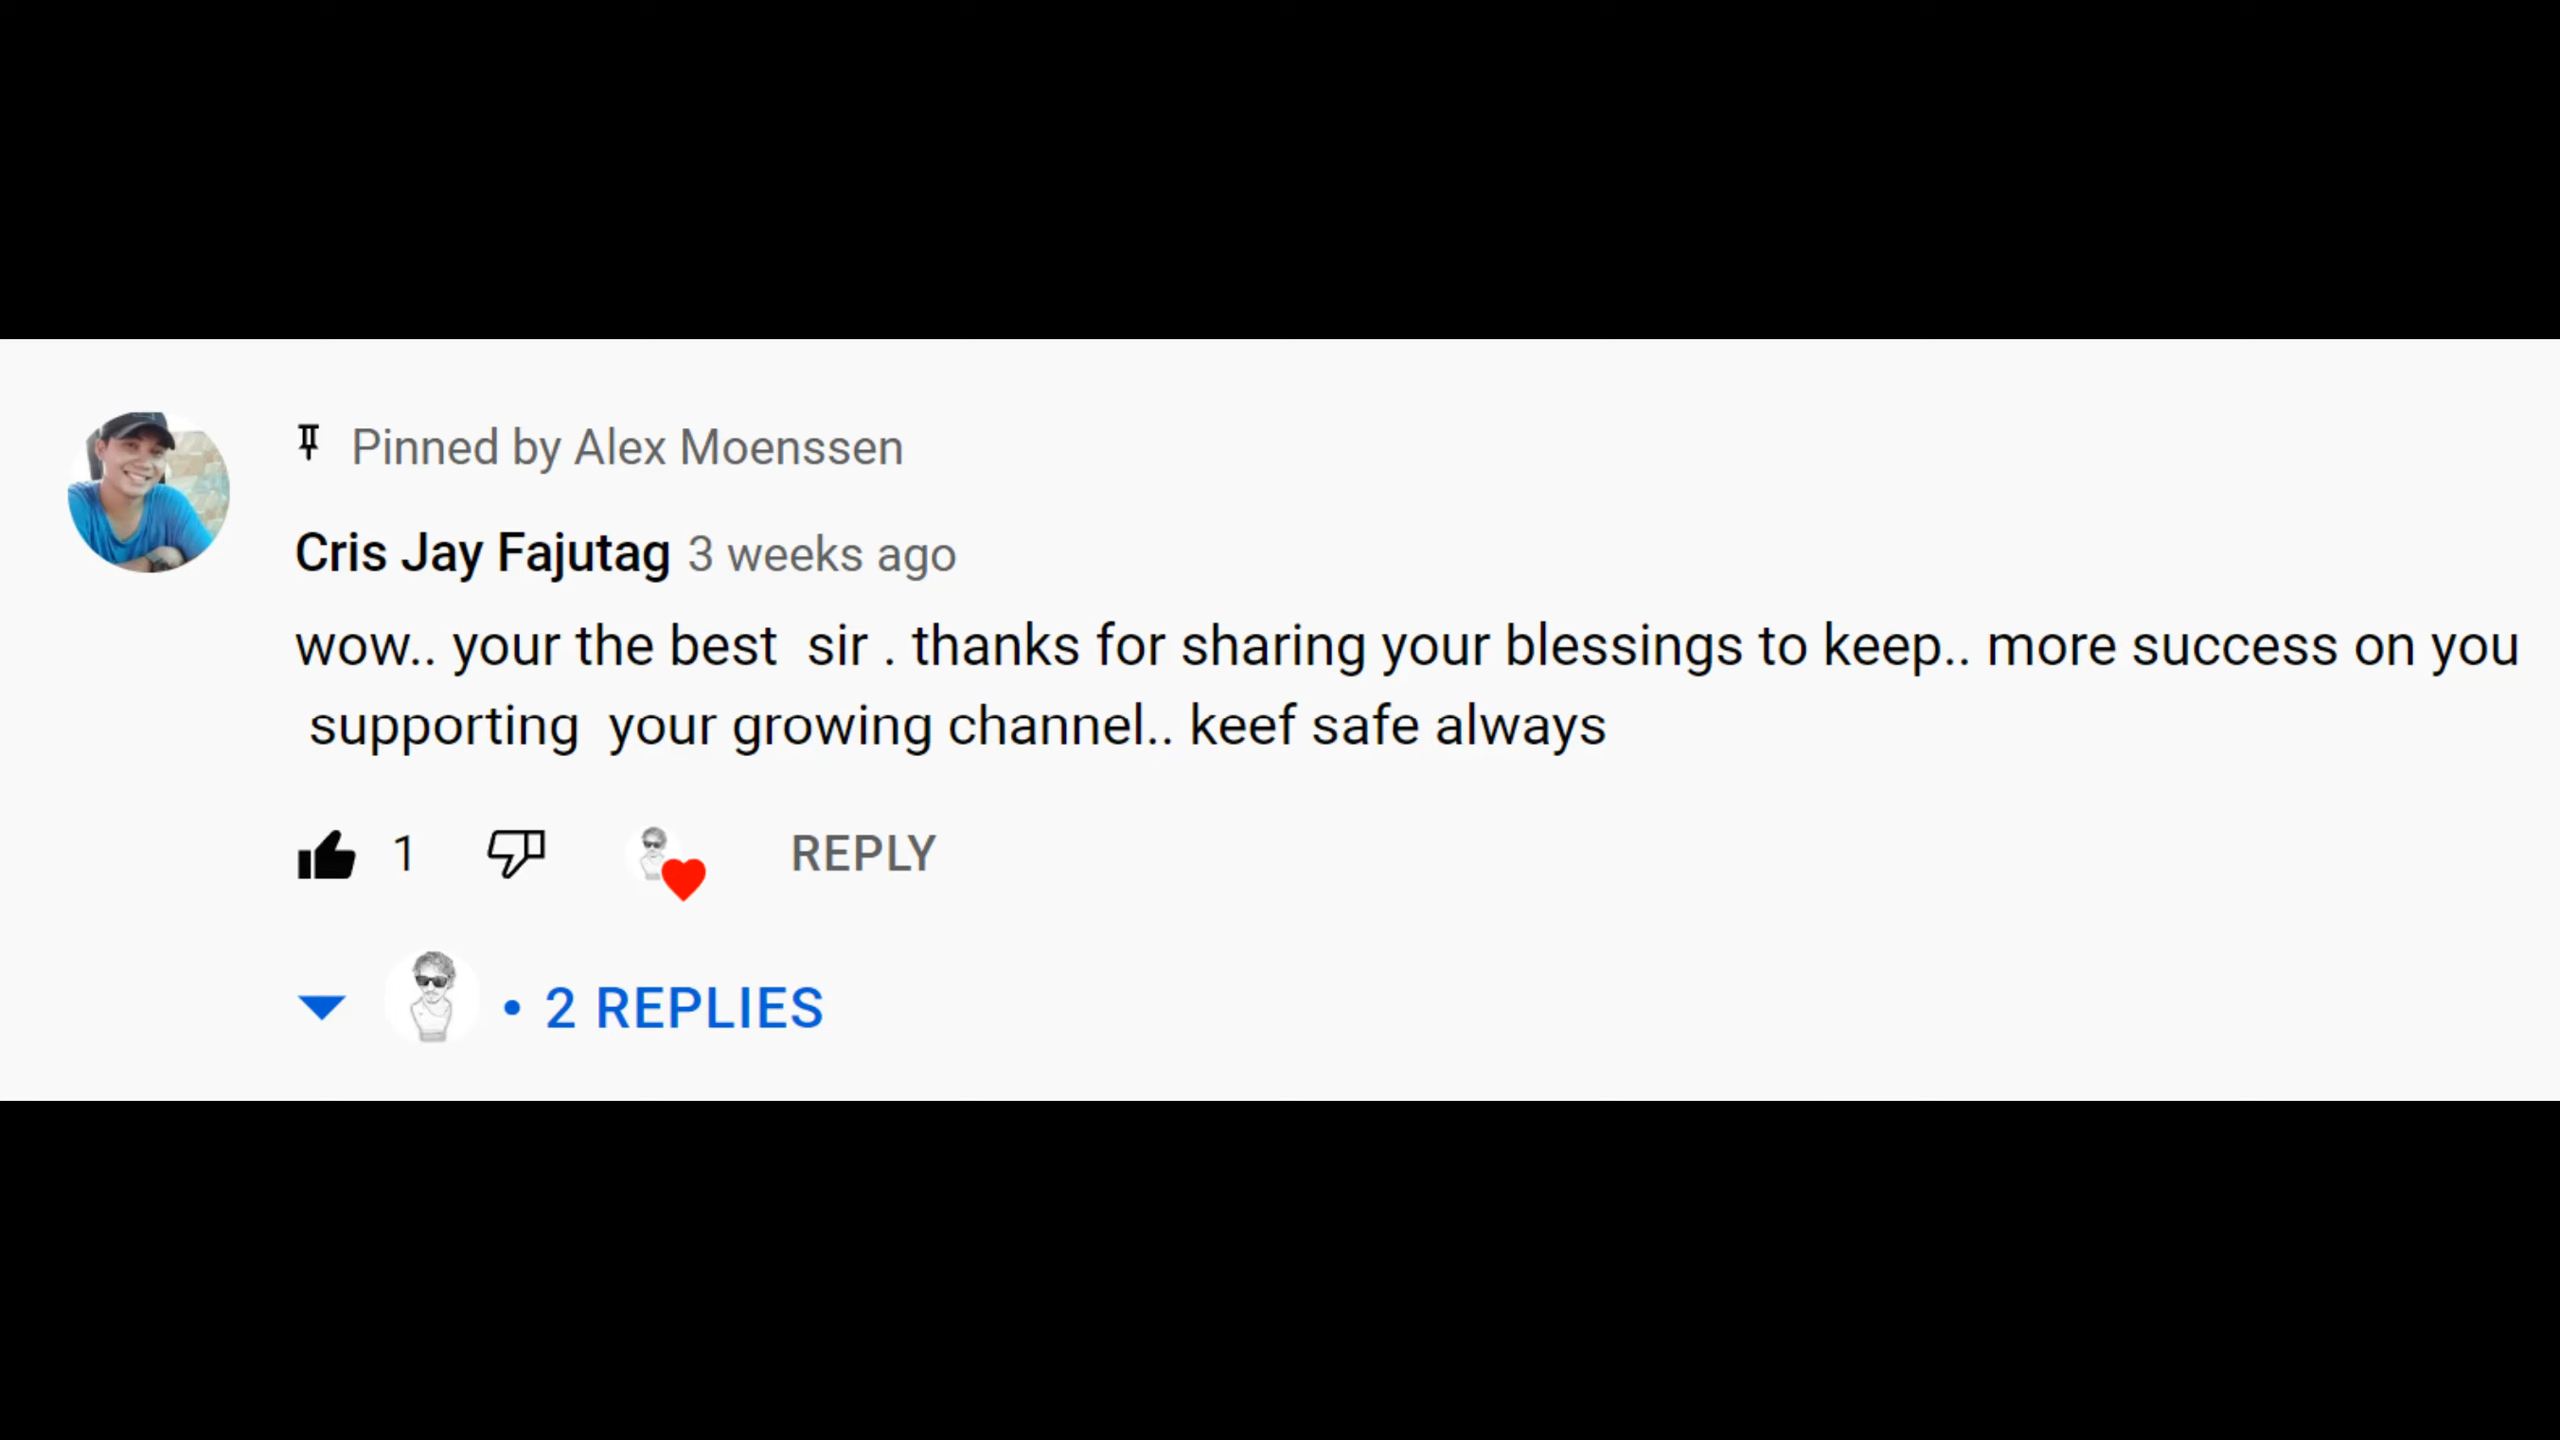 Pinned by Alex Moenssen
Cris Jay Fajutag 3 weeks ago
wow.. your the best  sir . thanks for sharing your blessings to keep.. more success on you
supporting  your growing channel.. keef safe always
1 REPLY
• 2 REPLIES